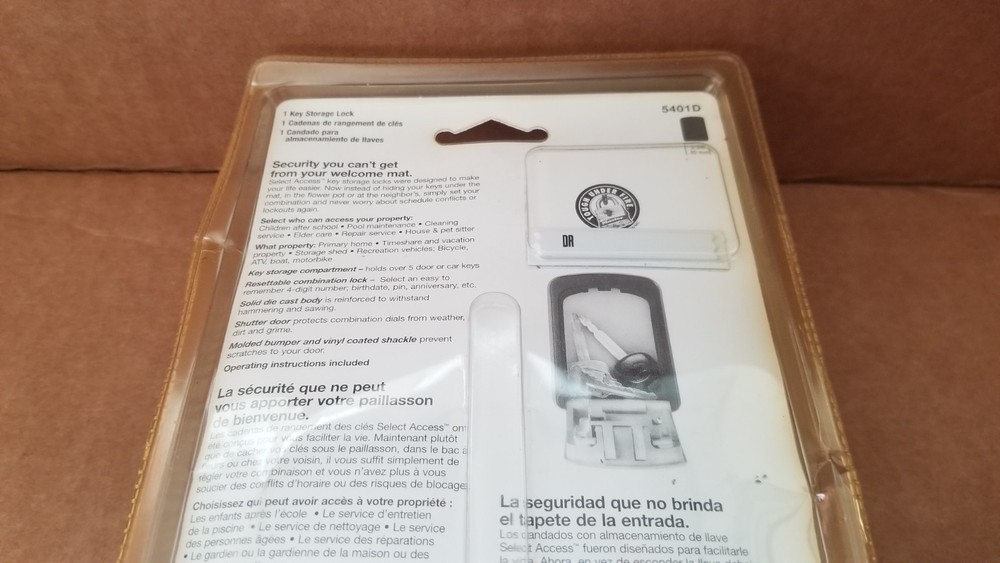 1 Key Storage Lock
1 Cadenas de rangement de clés
1 Candado para
almacenamiento de llaves
5401D
Security you can't get
from your welcome mat.
Select Access™ key storage locks were designed to make
your life easier. Now instead of hiding your keys under the
mat, in the flower pot or at the neighbor's, simply set your
combination and never worry about schedule conflicts or
lockouts again.
Select who can access your property:
Children after school • Pool maintenance • Cleaning
service • Elder care • Repair service • House & pet sitter
What property: Primary home • Timeshare and vacation
property • Storage shed • Recreation vehicles: Bicycle,
ATV, boat, motorbike
Key storage compartment – holds over 5 door or car keys
Resettable combination lock – Select an easy to
remember 4-digit number; birthdate, pin, anniversary, etc.
Solid die cast body is reinforced to withstand
hammering and sawing.
Shutter door protects combination dials from weather,
dirt and grime.
Molded bumper and vinyl coated shackle prevent
scratches to your door.
Operating instructions included
TOUGH UNDER FIRE
DR
La sécurité que ne peut
vous apporter votre paillasson
de bienvenue.
Les cadenas de rangement des clés Select Access™ ont
été conçus pour vous faciliter la vie. Maintenant plutôt
que de cacher vos clés sous le paillasson, dans le bac à
fleurs ou chez votre voisin, il vous suffit simplement de
régler votre combinaison et vous n'avez plus à vous
soucier des conflits d'horaire ou des risques de blocage
Choisissez qui peut avoir accès à votre propriété :
Les enfants après l'école • Le service d'entretien
de la piscine • Le service de nettoyage • Le service
des personnes âgées • Le service des réparations
• Le gardien ou la gardienne de la maison ou des
La seguridad que no brinda
el tapete de la entrada.
Los candados con almacenamiento de llave
Select Access™ fueron diseñados para facilitarle
la vida. Ahora, en vez de esconder la llave